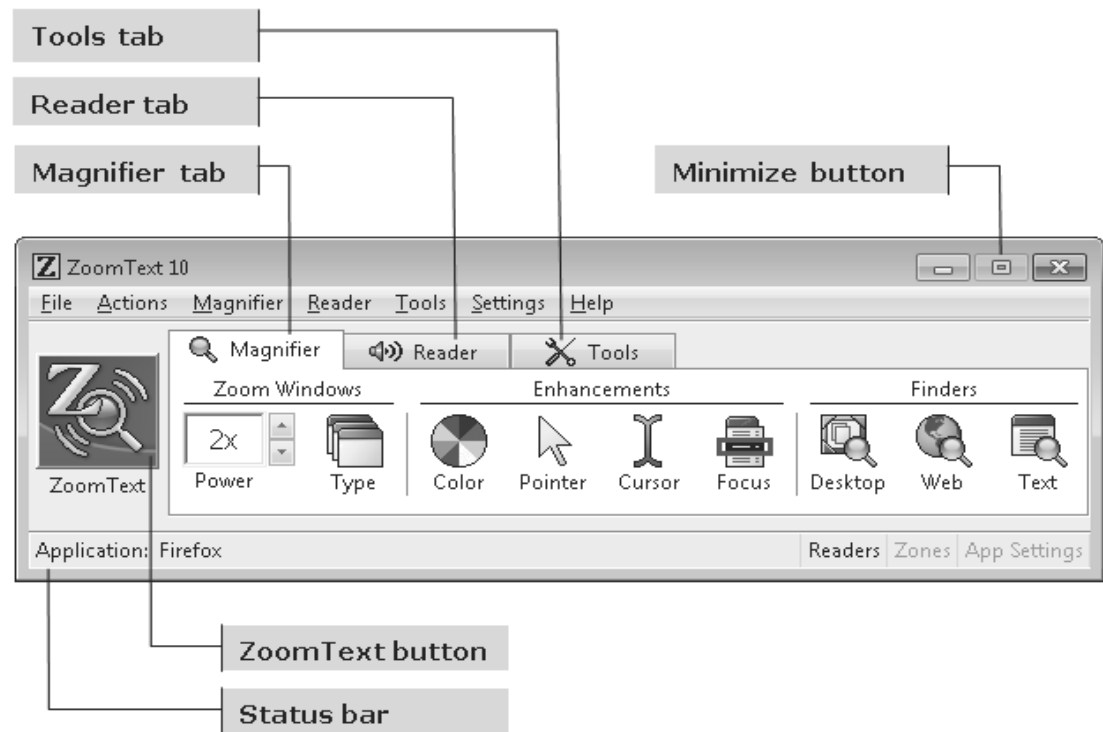 Tools tab
Reader tab
Magnifier tab
Minimize button
ZoomText 10
File Actions Magnifier Reader Tools Settings Help
Magnifier Reader Tools
Zoom Windows Enhancements Finders
2x
Power Type Color Pointer Cursor Focus Desktop Web Text
ZoomText
Application: Firefox Readers Zones App Settings
ZoomText button
Status bar